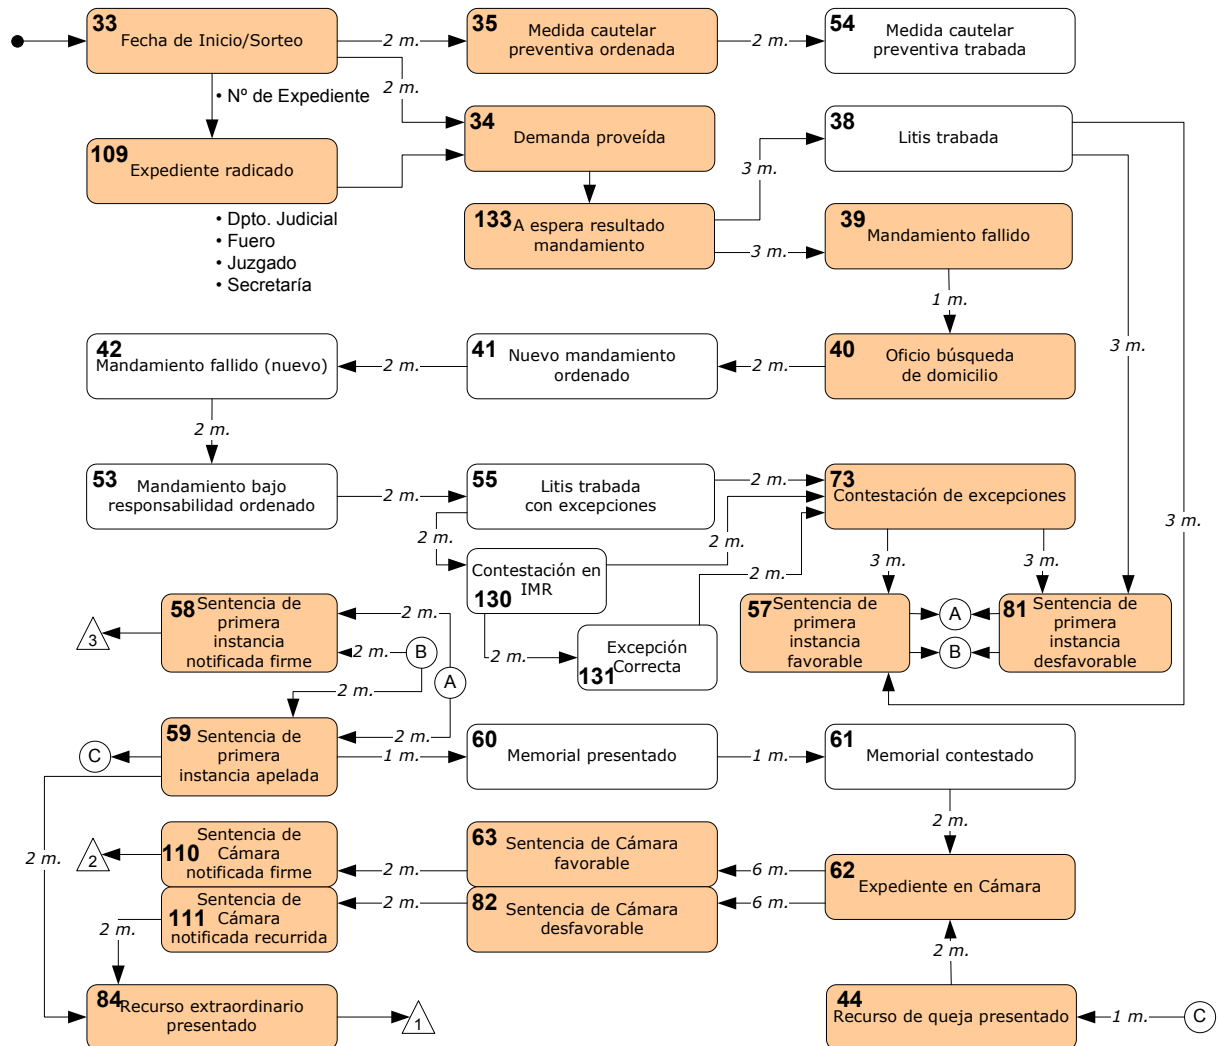 33
Fecha de Inicio/Sorteo
2 m.
35
Medida cautelar
preventiva ordenada
2 m.
54
Medida cautelar
preventiva trabada
2 m.
• Nº de Expediente
34
Demanda proveída
38
Litis trabada
109
Expediente radicado
3 m.
• Dpto. Judicial
• Fuero
• Juzgado
• Secretaría
133
A espera resultado
mandamiento
3 m.
39
Mandamiento fallido
1 m.
3 m.
42
Mandamiento fallido (nuevo)
2 m.
41
Nuevo mandamiento
ordenado
2 m.
40
Oficio búsqueda
de domicilio
2 m.
53
Mandamiento bajo
responsabilidad ordenado
2 m.
55
Litis trabada
con excepciones
2 m.
73
Contestación de excepciones
3 m.
2 m.
2 m.
Contestación en
IMR
130
2 m.
3 m.
3 m.
58
Sentencia de
primera
instancia
notificada firme
3
2 m.
2 m.
B
A
2 m.
Excepción
Correcta
131
57
Sentencia de
primera
instancia
favorable
A
B
81
Sentencia de
primera
instancia
desfavorable
2 m.
2 m.
C
59
Sentencia de
primera
instancia apelada
1 m.
60
Memorial presentado
1 m.
61
Memorial contestado
2 m.
2 m.
2
110
Sentencia de
Cámara
notificada firme
2 m.
63
Sentencia de Cámara
favorable
6 m.
62
Expediente en Cámara
111
Sentencia de
Cámara
notificada recurrida
2 m.
82
Sentencia de Cámara
desfavorable
6 m.
2 m.
2 m.
84
Recurso extraordinario
presentado
1
44
Recurso de queja presentado
1 m.
C